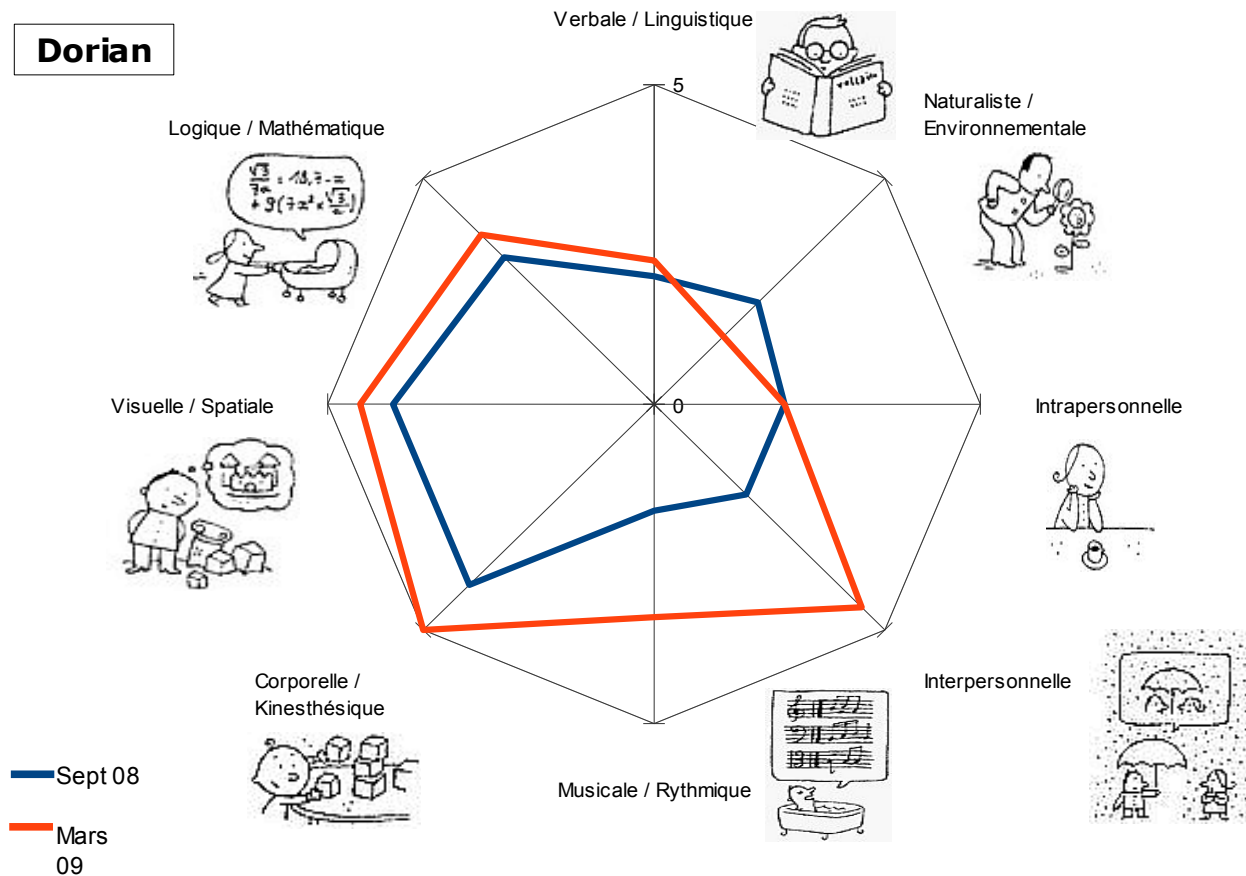 Dorian
Verbale / Linguistique
5
Naturaliste /
Environnementale
Logique / Mathématique
Visuelle / Spatiale
0
Intrapersonnelle
Corporelle /
Kinesthésique
Interpersonnelle
Musicale / Rythmique
Sept 08
Mars
09